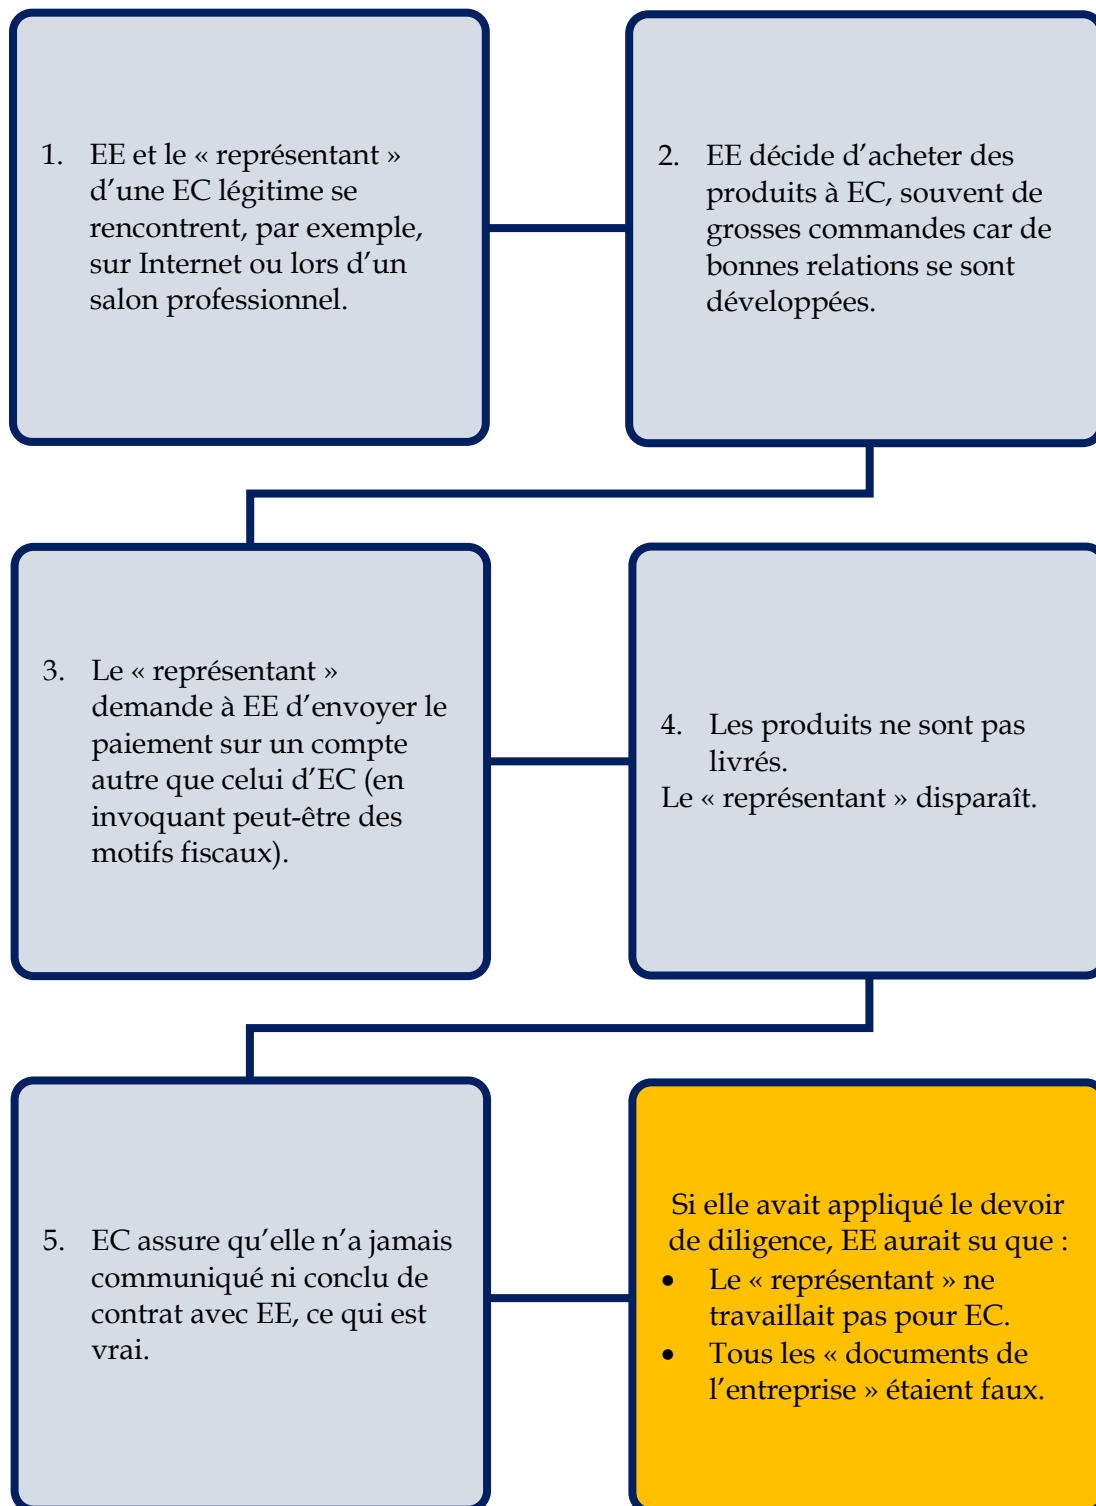 1. EE et le « représentant »
d’une EC légitime se
rencontrent, par exemple,
sur Internet ou lors d’un
salon professionnel.
2. EE décide d’acheter des
produits à EC, souvent de
grosses commandes car de
bonnes relations se sont
développées.
3. Le « représentant »
demande à EE d’envoyer le
paiement sur un compte
autre que celui d’EC (en
invoquant peut-être des
motifs fiscaux).
4. Les produits ne sont pas
livrés.
Le « représentant » disparaît.
5. EC assure qu’elle n’a jamais
communiqué ni conclu de
contrat avec EE, ce qui est
vrai.
Si elle avait appliqué le devoir
de diligence, EE aurait su que :
• Le « représentant » ne
travaillait pas pour EC.
• Tous les « documents de
l’entreprise » étaient faux.